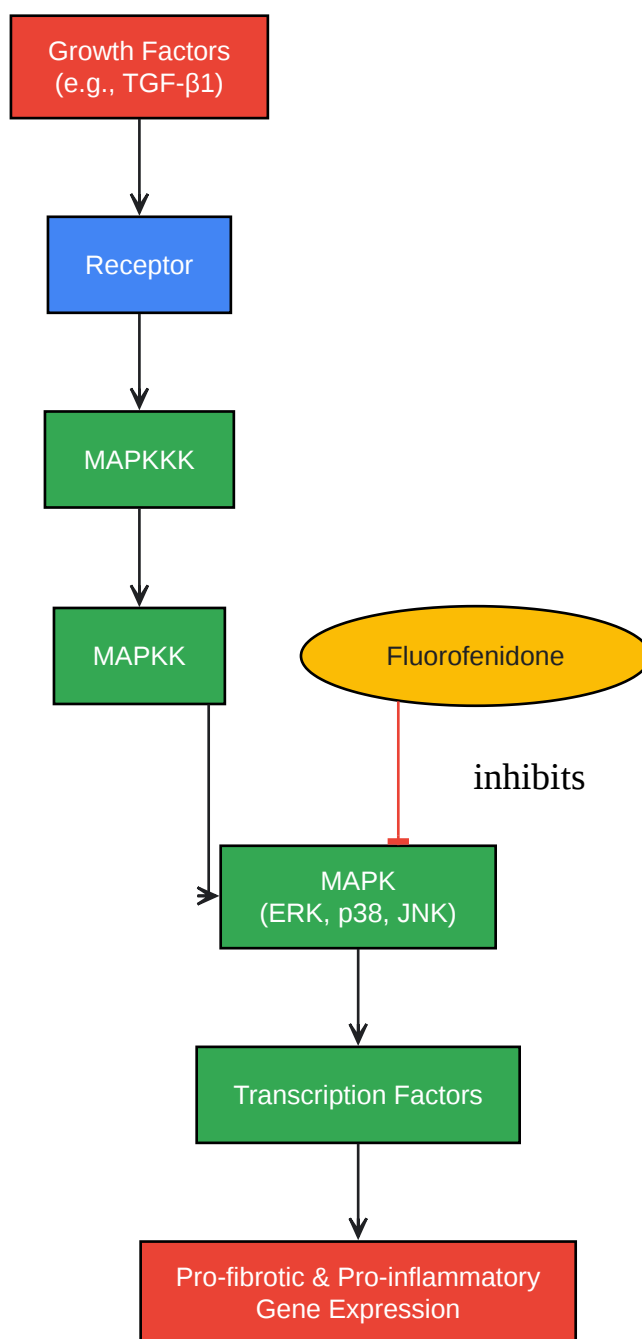 Growth Factors
(e.g., TGF-β1)
Receptor
MAPKKK
MAPKK
Fluorofenidone
inhibits
MAPK
(ERK, p38, JNK)
Transcription Factors
Pro-fibrotic & Pro-inflammatory
Gene Expression